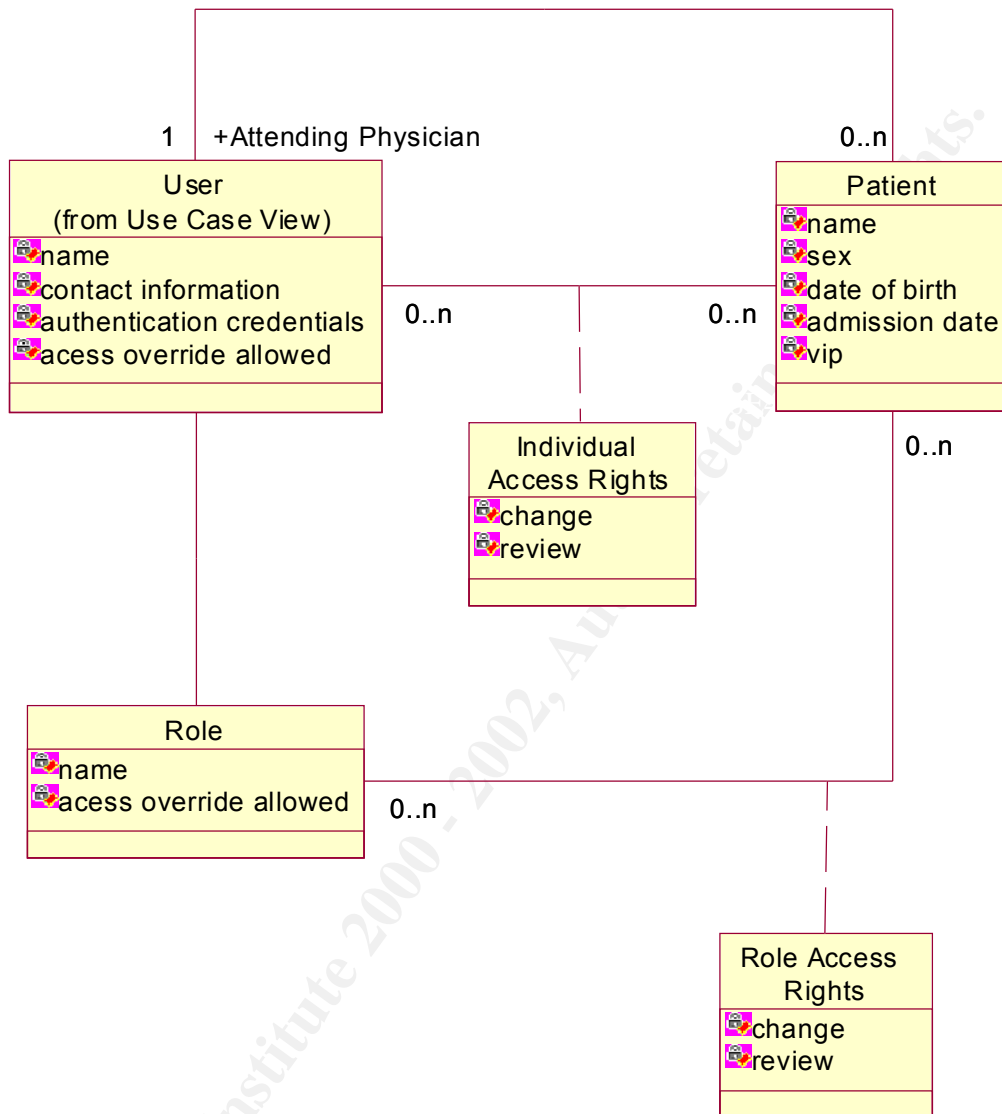 1 +Attending Physician
0..n
User
(from Use Case View)
name
contact information
authentication credentials
acess override allowed
Patient
name
sex
date of birth
admission date
vip
0..n
0..n
0..n
Individual
Access Rights
change
review
Role
name
acess override allowed
0..n
Role Access
Rights
change
review
2000 - 2002,